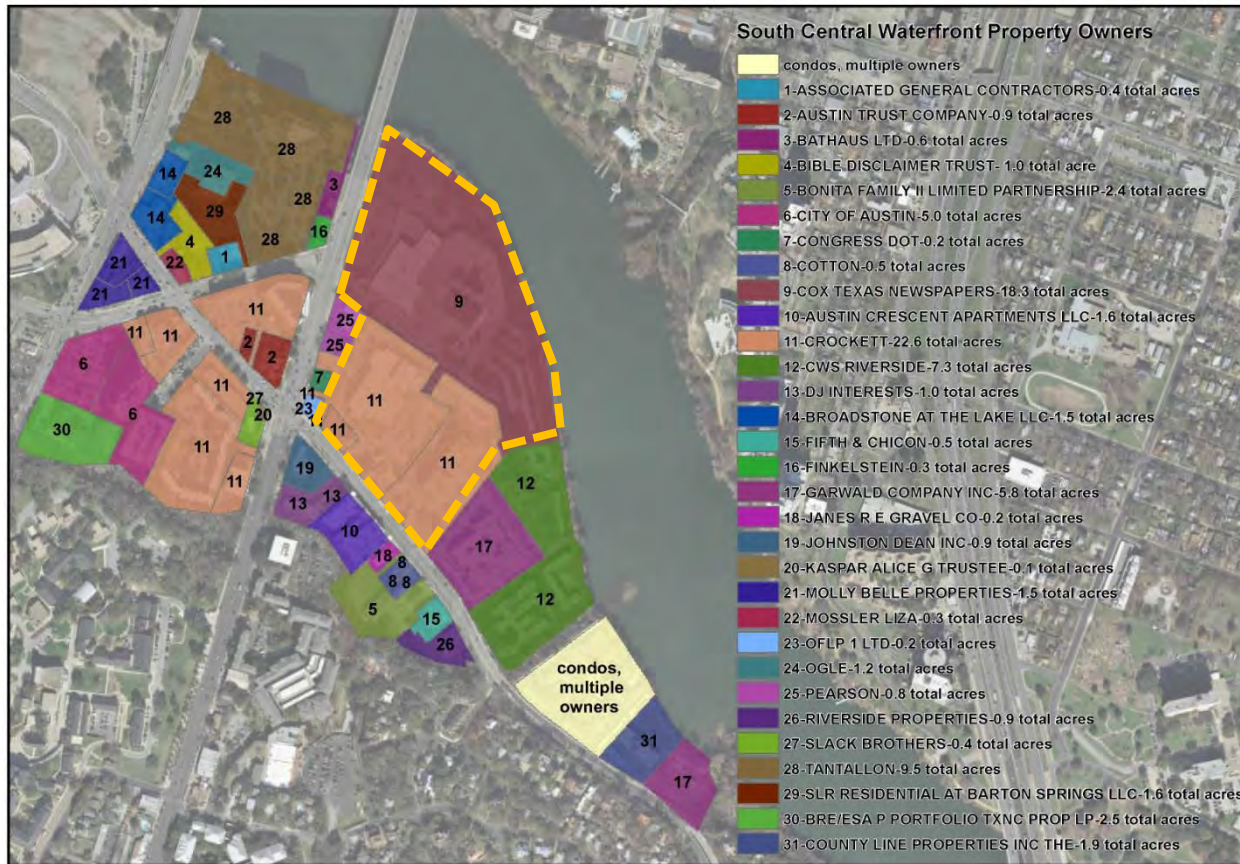 South Central Waterfront Property Owners
condos, multiple owners
1-ASSOCIATED GENERAL CONTRACTORS-0.4 total acres
2-AUSTIN TRUST COMPANY-0.9 total acres
3-BATHAUS LTD-0.6 total acres
4-BIBLE DISCLAIMER TRUST- 1.0 total acre
5-BONITA FAMILY II LIMITED PARTNERSHIP-2.4 total acres
6-CITY OF AUSTIN-5.0 total acres
7-CONGRESS DOT-0.2 total acres
8-COTTON-0.5 total acres
9-COX TEXAS NEWSPAPERS-18.3 total acres
10-AUSTIN CRESCENT APARTMENTS LLC-1.6 total acres
11-CROCKETT-22.6 total acres
12-CWS RIVERSIDE-7.3 total acres
13-DJ INTERESTS-1.0 total acres
14-BROADSTONE AT THE LAKE LLC-1.5 total acres
15-FIFTH & CHICON-0.5 total acres
16-FINKELSTEIN-0.3 total acres
17-GARWALD COMPANY INC-5.8 total acres
18-JANES R E GRAVEL CO-0.2 total acres
19-JOHNSTON DEAN INC-0.9 total acres
20-KASPAR ALICE G TRUSTEE-0.1 total acres
21-MOLLY BELLE PROPERTIES-1.5 total acres
22-MOSSLER LIZA-0.3 total acres
23-OFLP 1 LTD-0.2 total acres
24-OGLE-1.2 total acres
25-PEARSON-0.8 total acres
26-RIVERSIDE PROPERTIES-0.9 total acres
27-SLACK BROTHERS-0.4 total acres
28-TANTALLON-9.5 total acres
29-SLR RESIDENTIAL AT BARTON SPRINGS LLC-1.6 total acres
30-BRE/ESA P PORTFOLIO TXNC PROP LP-2.5 total acres
31-COUNTY LINE PROPERTIES INC THE-1.9 total acres
28
28
24
14
3
28
29
14
16
28
4
1
22
21
21
21
9
11
25
25
11
11
2
2
6
7
11
27
11
23
20
11
11
6
30
11
11
11
19
12
13
13
10
17
18
8
8
8
12
5
15
26
condos,
multiple
owners
31
17